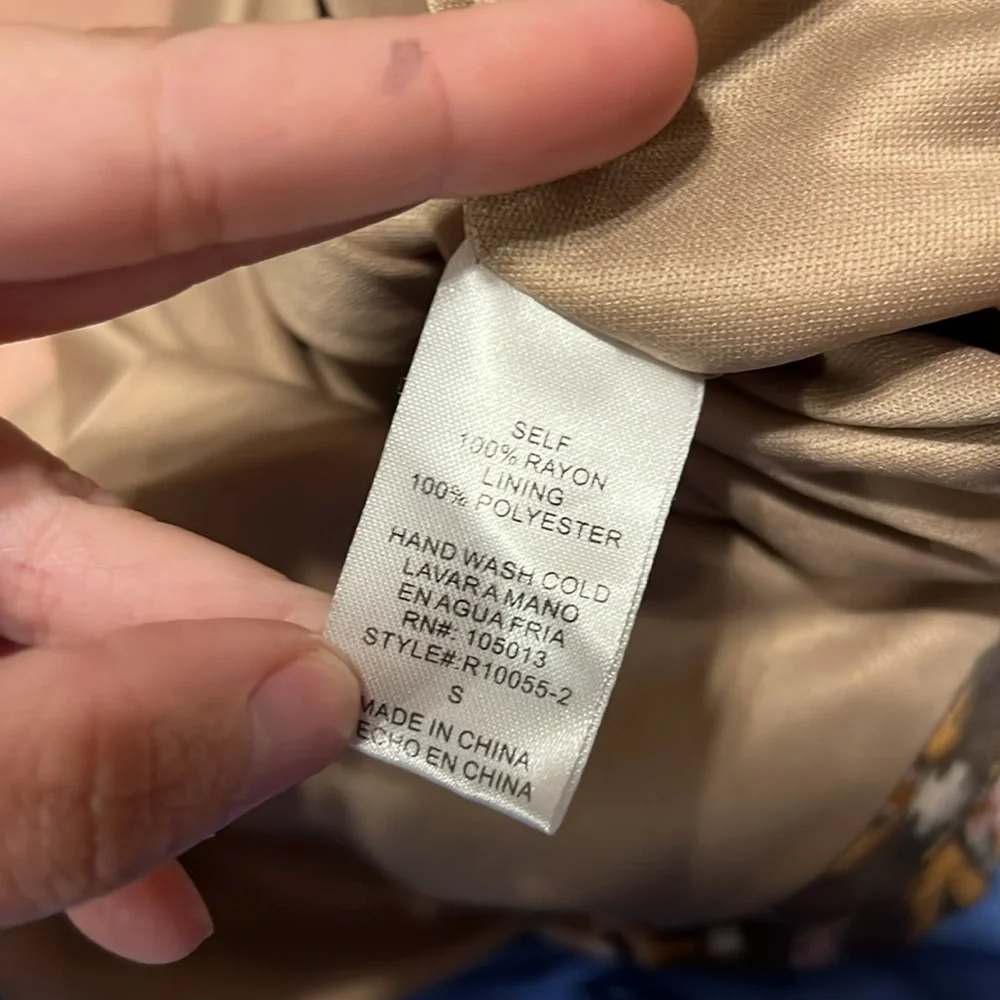 SELF
100% RAYON
LINING
100% POLYESTER
HAND WASH COLD
LAVAR A MANO
EN AGUA FRIA
RN#: 105013
STYLE#:R10055-2
S
MADE IN CHINA
ECHO EN CHINA